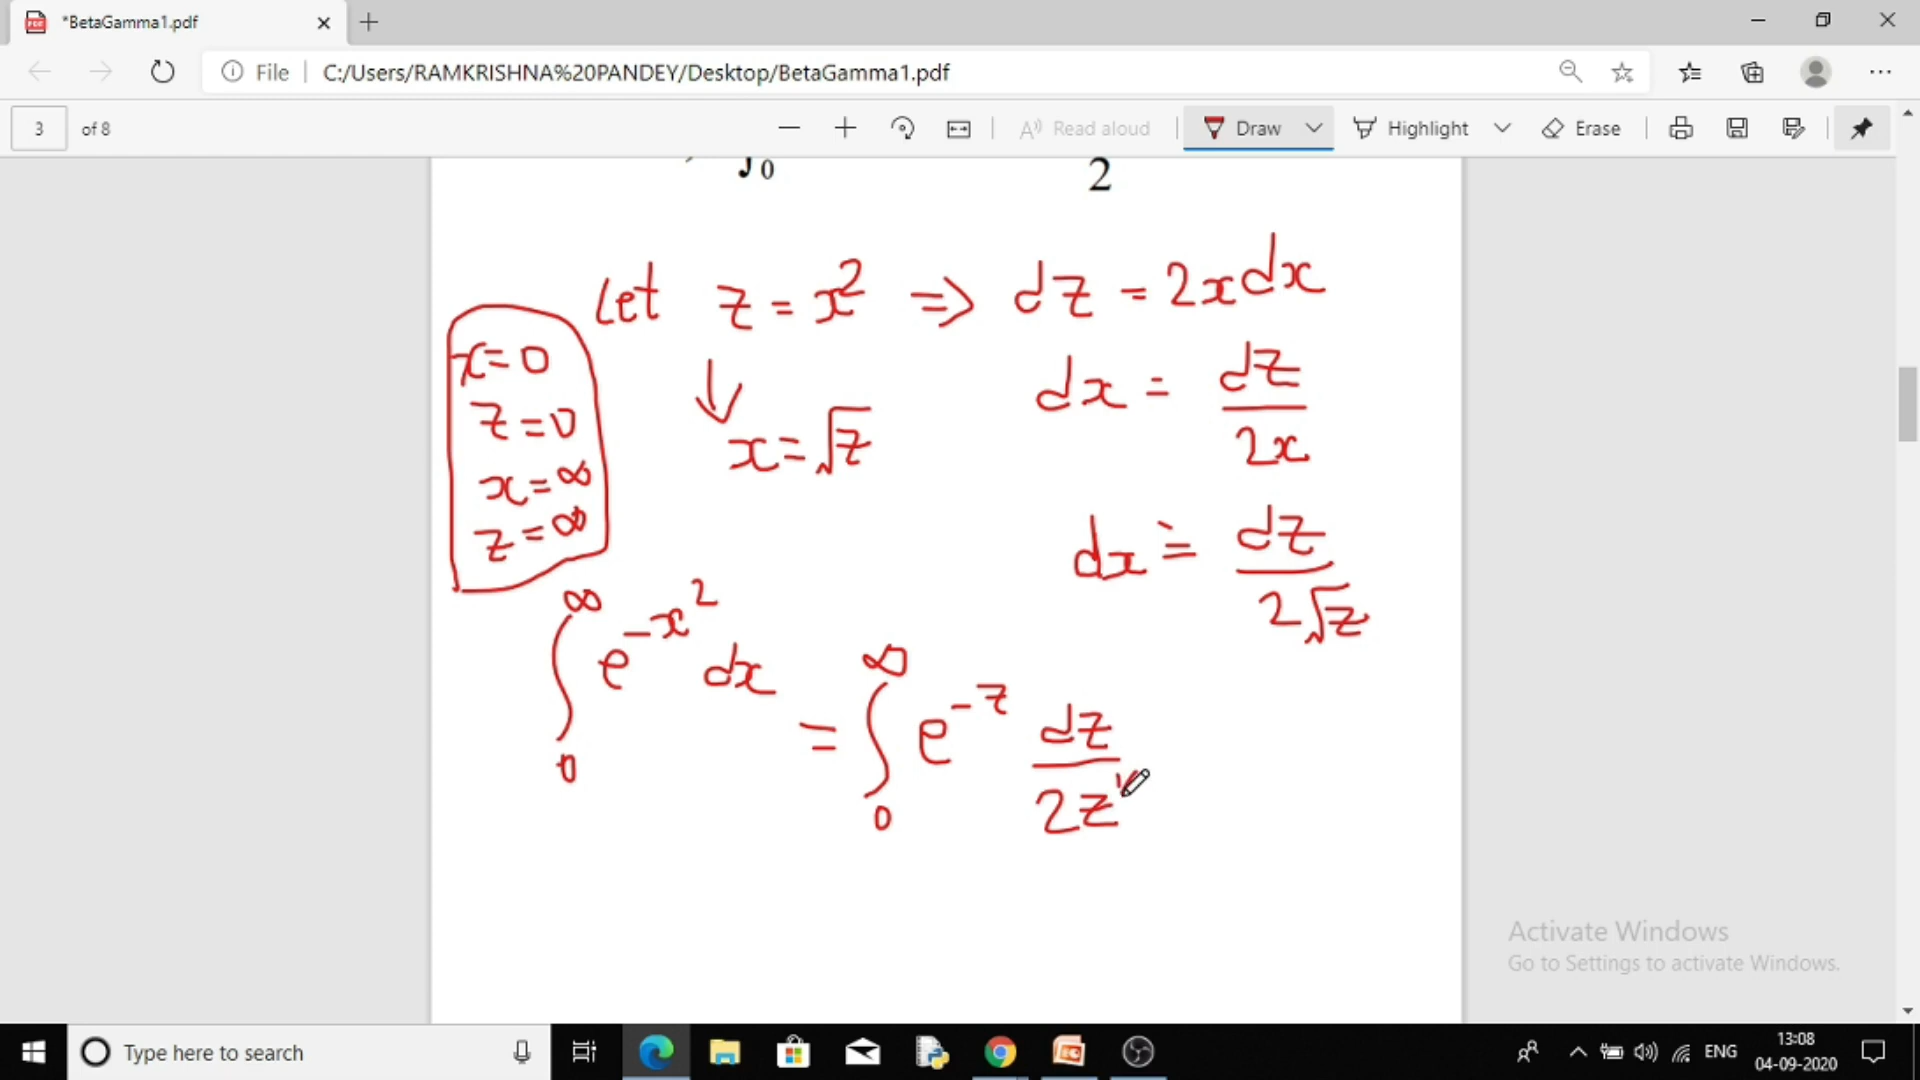 *BetaGamma1.pdf
File C:/Users/RAMKRISHNA%20PANDEY/Desktop/BetaGamma1.pdf
3 of 8 Read aloud Draw Highlight Erase
0 2
Let z = x² => dz = 2x dx
x = 0
z = 0
x = ∞
z = ∞
x = √z
dx = dz/2x
dx = dz/2√z
∫₀^∞ e^(-x²) dx = ∫₀^∞ e^(-z) dz/2z
Activate Windows
Go to Settings to activate Windows.
Type here to search
ENG
13:08
04-09-2020